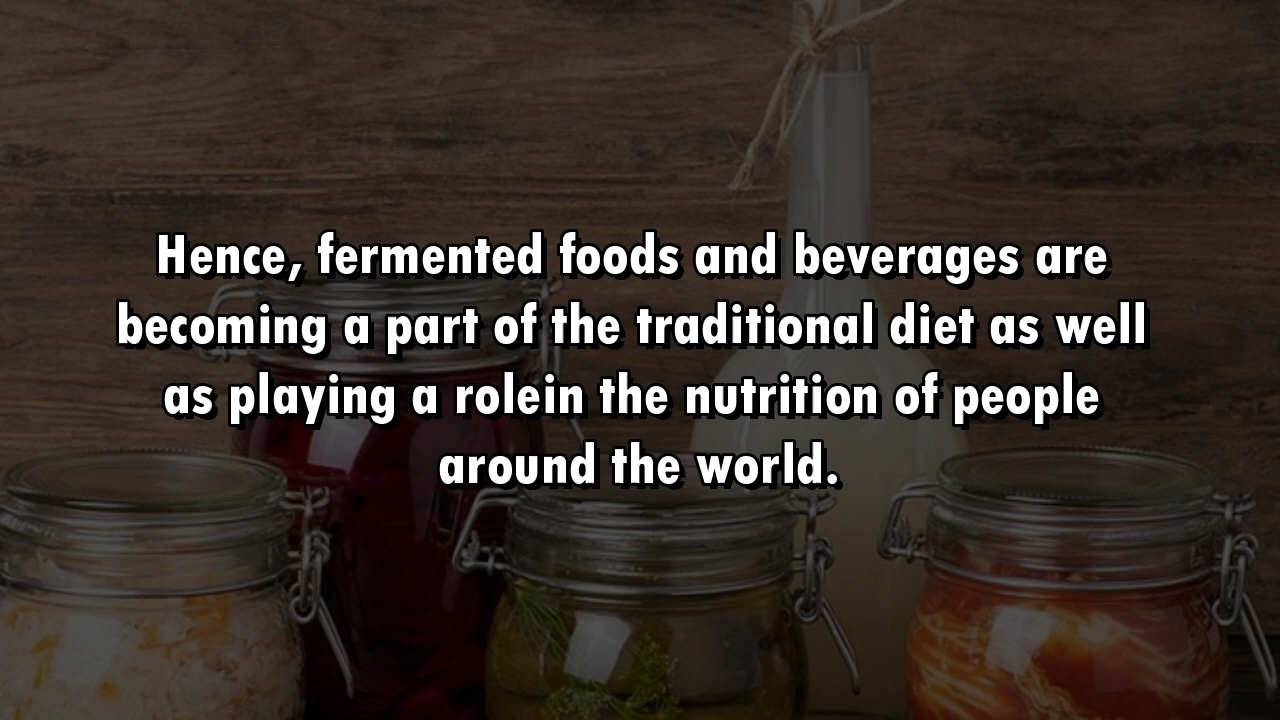 Hence, fermented foods and beverages are
becoming a part of the traditional diet as well
as playing a rolein the nutrition of people
around the world.